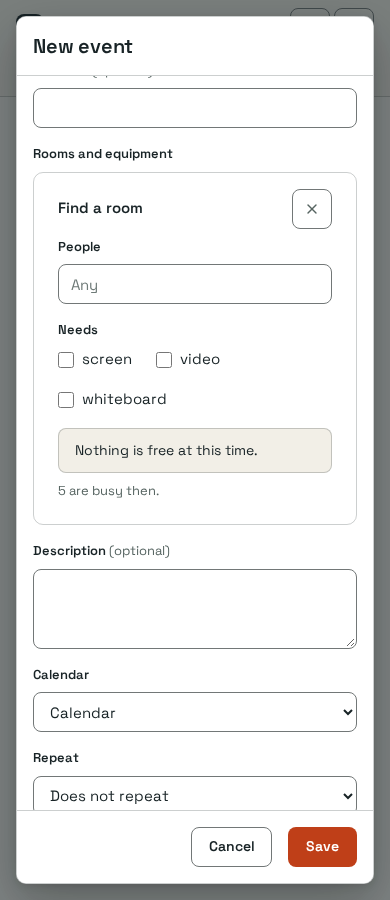 New event
Rooms and equipment
Find a room
People
Any
Needs
screen
video
whiteboard
Nothing is free at this time.
5 are busy then.
Description (optional)
Calendar
Calendar
Repeat
Does not repeat
Cancel
Save